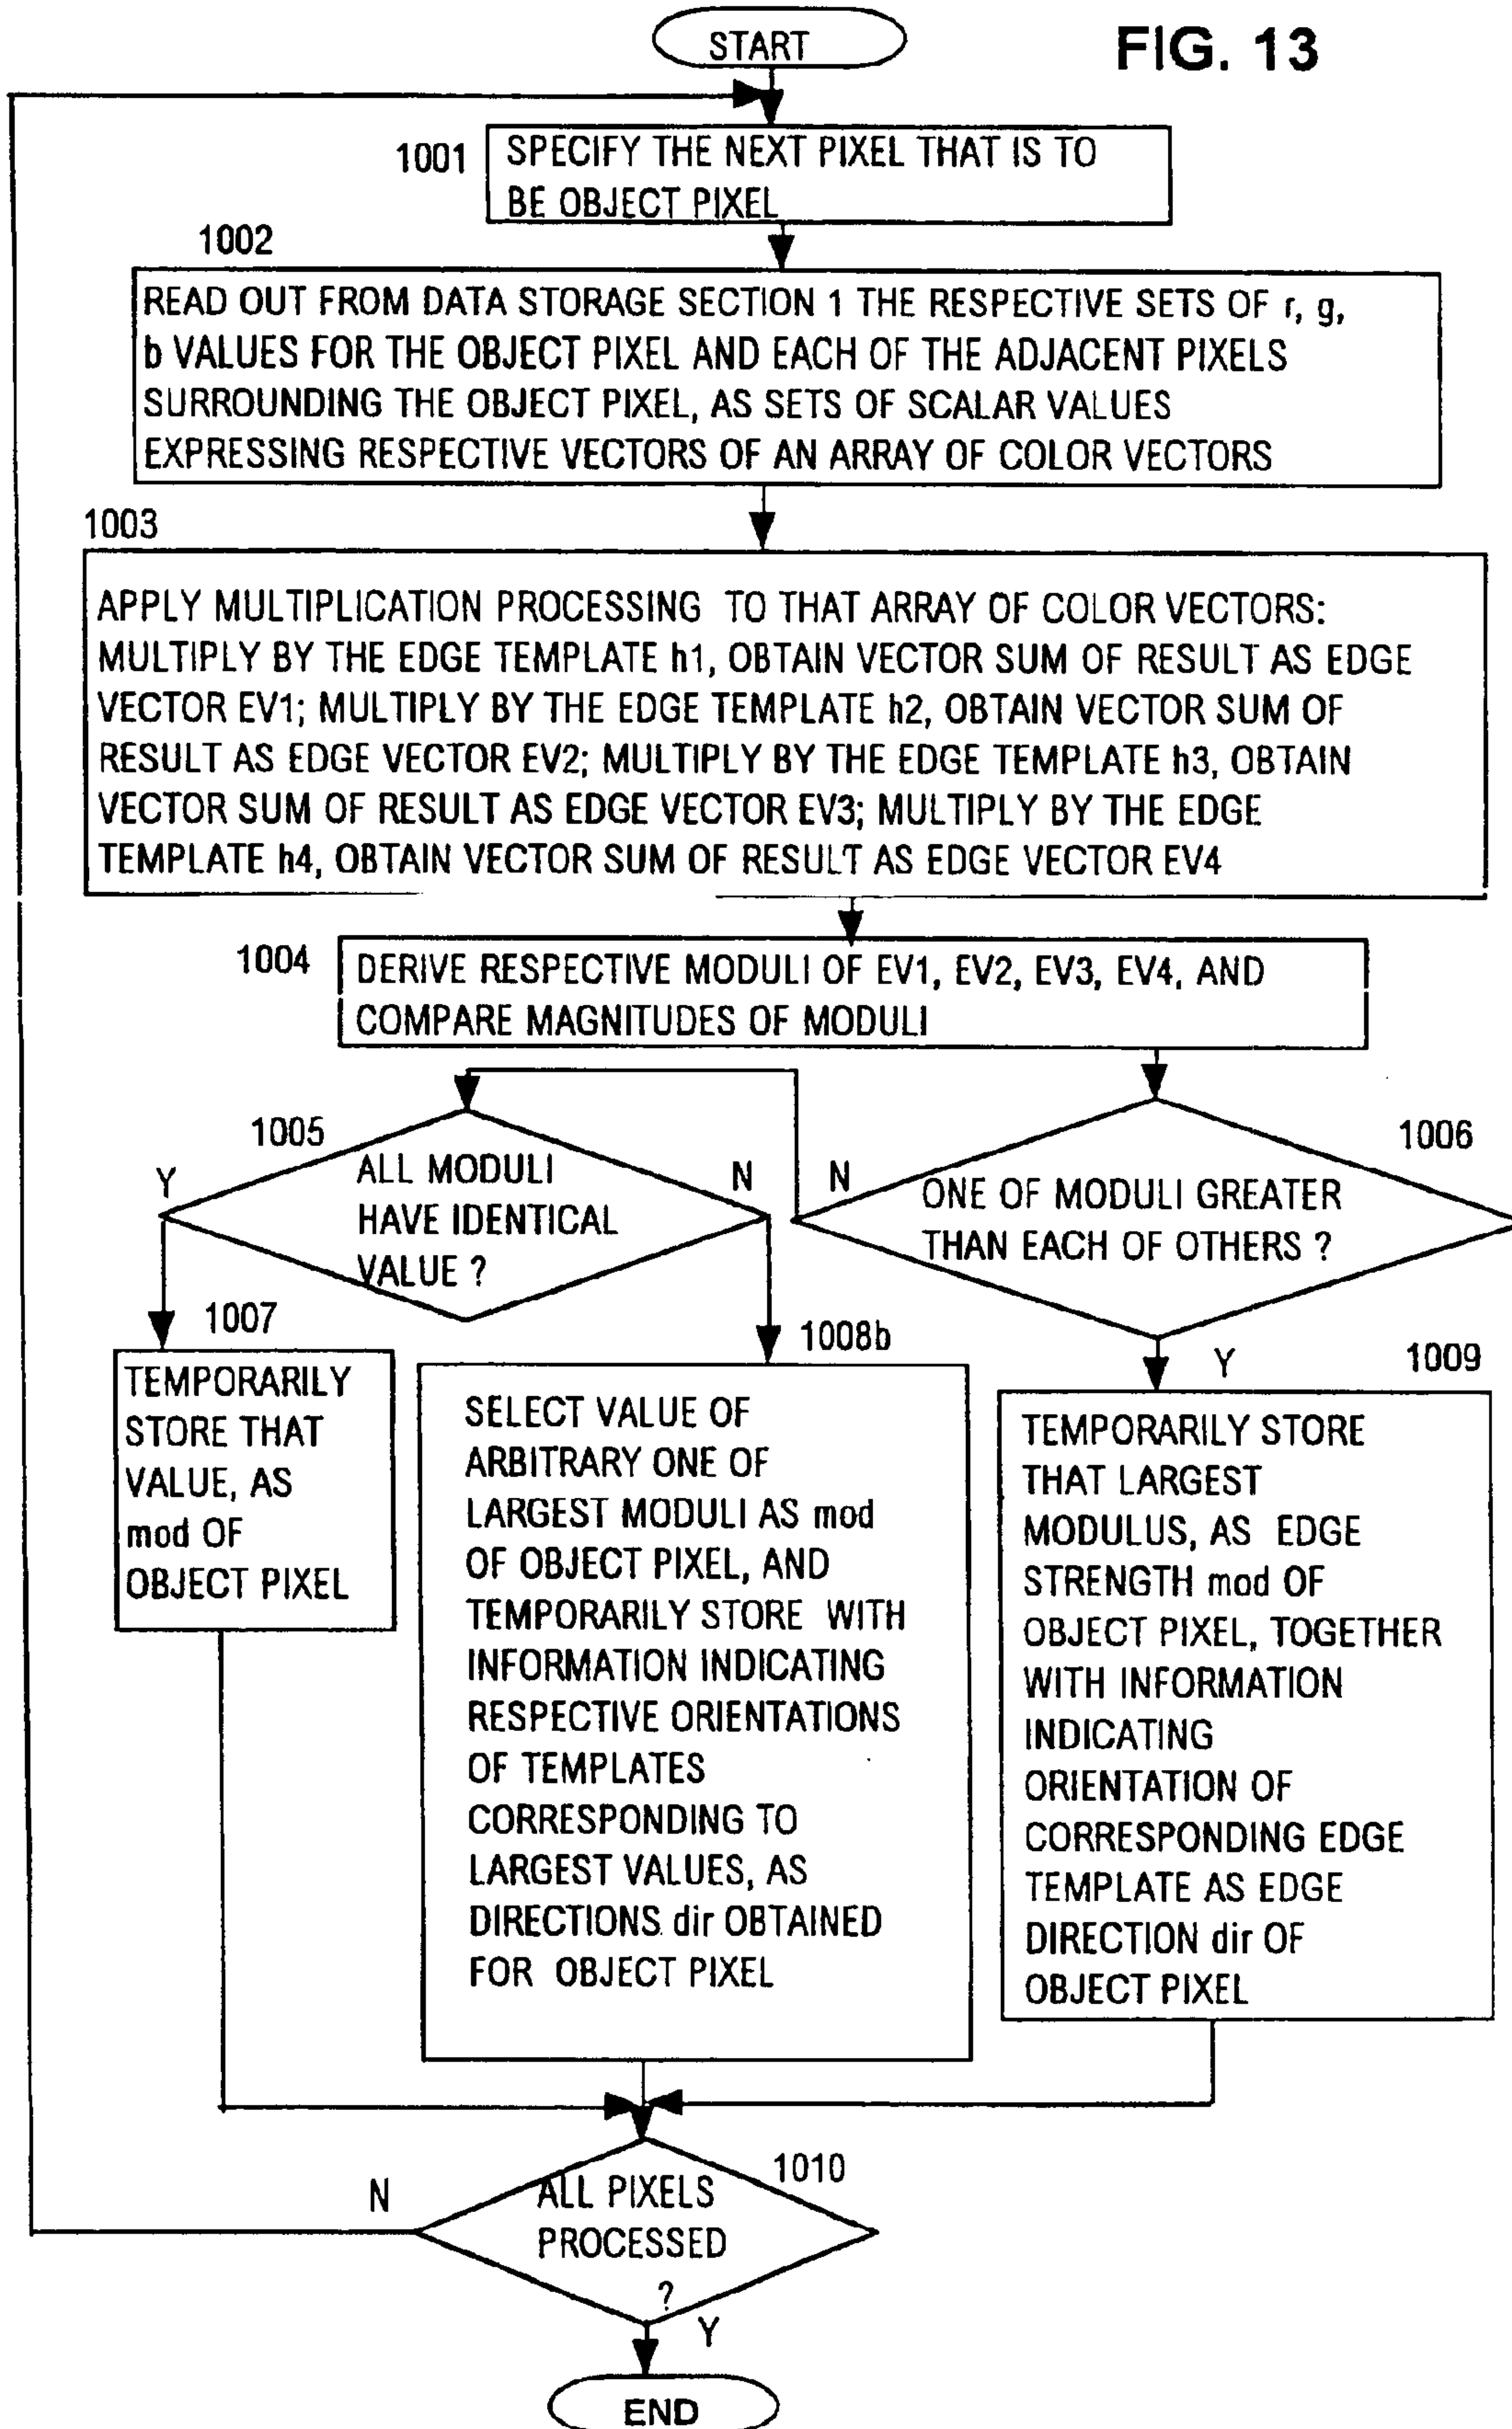 START
FIG. 13
1001
SPECIFY THE NEXT PIXEL THAT IS TO
BE OBJECT PIXEL
1002
READ OUT FROM DATA STORAGE SECTION 1 THE RESPECTIVE SETS OF r, g,
b VALUES FOR THE OBJECT PIXEL AND EACH OF THE ADJACENT PIXELS
SURROUNDING THE OBJECT PIXEL, AS SETS OF SCALAR VALUES
EXPRESSING RESPECTIVE VECTORS OF AN ARRAY OF COLOR VECTORS
1003
APPLY MULTIPLICATION PROCESSING TO THAT ARRAY OF COLOR VECTORS:
MULTIPLY BY THE EDGE TEMPLATE h1, OBTAIN VECTOR SUM OF RESULT AS EDGE
VECTOR EV1; MULTIPLY BY THE EDGE TEMPLATE h2, OBTAIN VECTOR SUM OF
RESULT AS EDGE VECTOR EV2; MULTIPLY BY THE EDGE TEMPLATE h3, OBTAIN
VECTOR SUM OF RESULT AS EDGE VECTOR EV3; MULTIPLY BY THE EDGE
TEMPLATE h4, OBTAIN VECTOR SUM OF RESULT AS EDGE VECTOR EV4
1004
DERIVE RESPECTIVE MODULI OF EV1, EV2, EV3, EV4, AND
COMPARE MAGNITUDES OF MODULI
1005
Y
ALL MODULI
HAVE IDENTICAL
VALUE ?
N
1006
N
ONE OF MODULI GREATER
THAN EACH OF OTHERS ?
Y
1007
TEMPORARILY
STORE THAT
VALUE, AS
mod OF
OBJECT PIXEL
1008b
SELECT VALUE OF
ARBITRARY ONE OF
LARGEST MODULI AS mod
OF OBJECT PIXEL, AND
TEMPORARILY STORE WITH
INFORMATION INDICATING
RESPECTIVE ORIENTATIONS
OF TEMPLATES
CORRESPONDING TO
LARGEST VALUES, AS
DIRECTIONS dir OBTAINED
FOR OBJECT PIXEL
1009
TEMPORARILY STORE
THAT LARGEST
MODULUS, AS EDGE
STRENGTH mod OF
OBJECT PIXEL, TOGETHER
WITH INFORMATION
INDICATING
ORIENTATION OF
CORRESPONDING EDGE
TEMPLATE AS EDGE
DIRECTION dir OF
OBJECT PIXEL
1010
N
ALL PIXELS
PROCESSED
?
Y
END